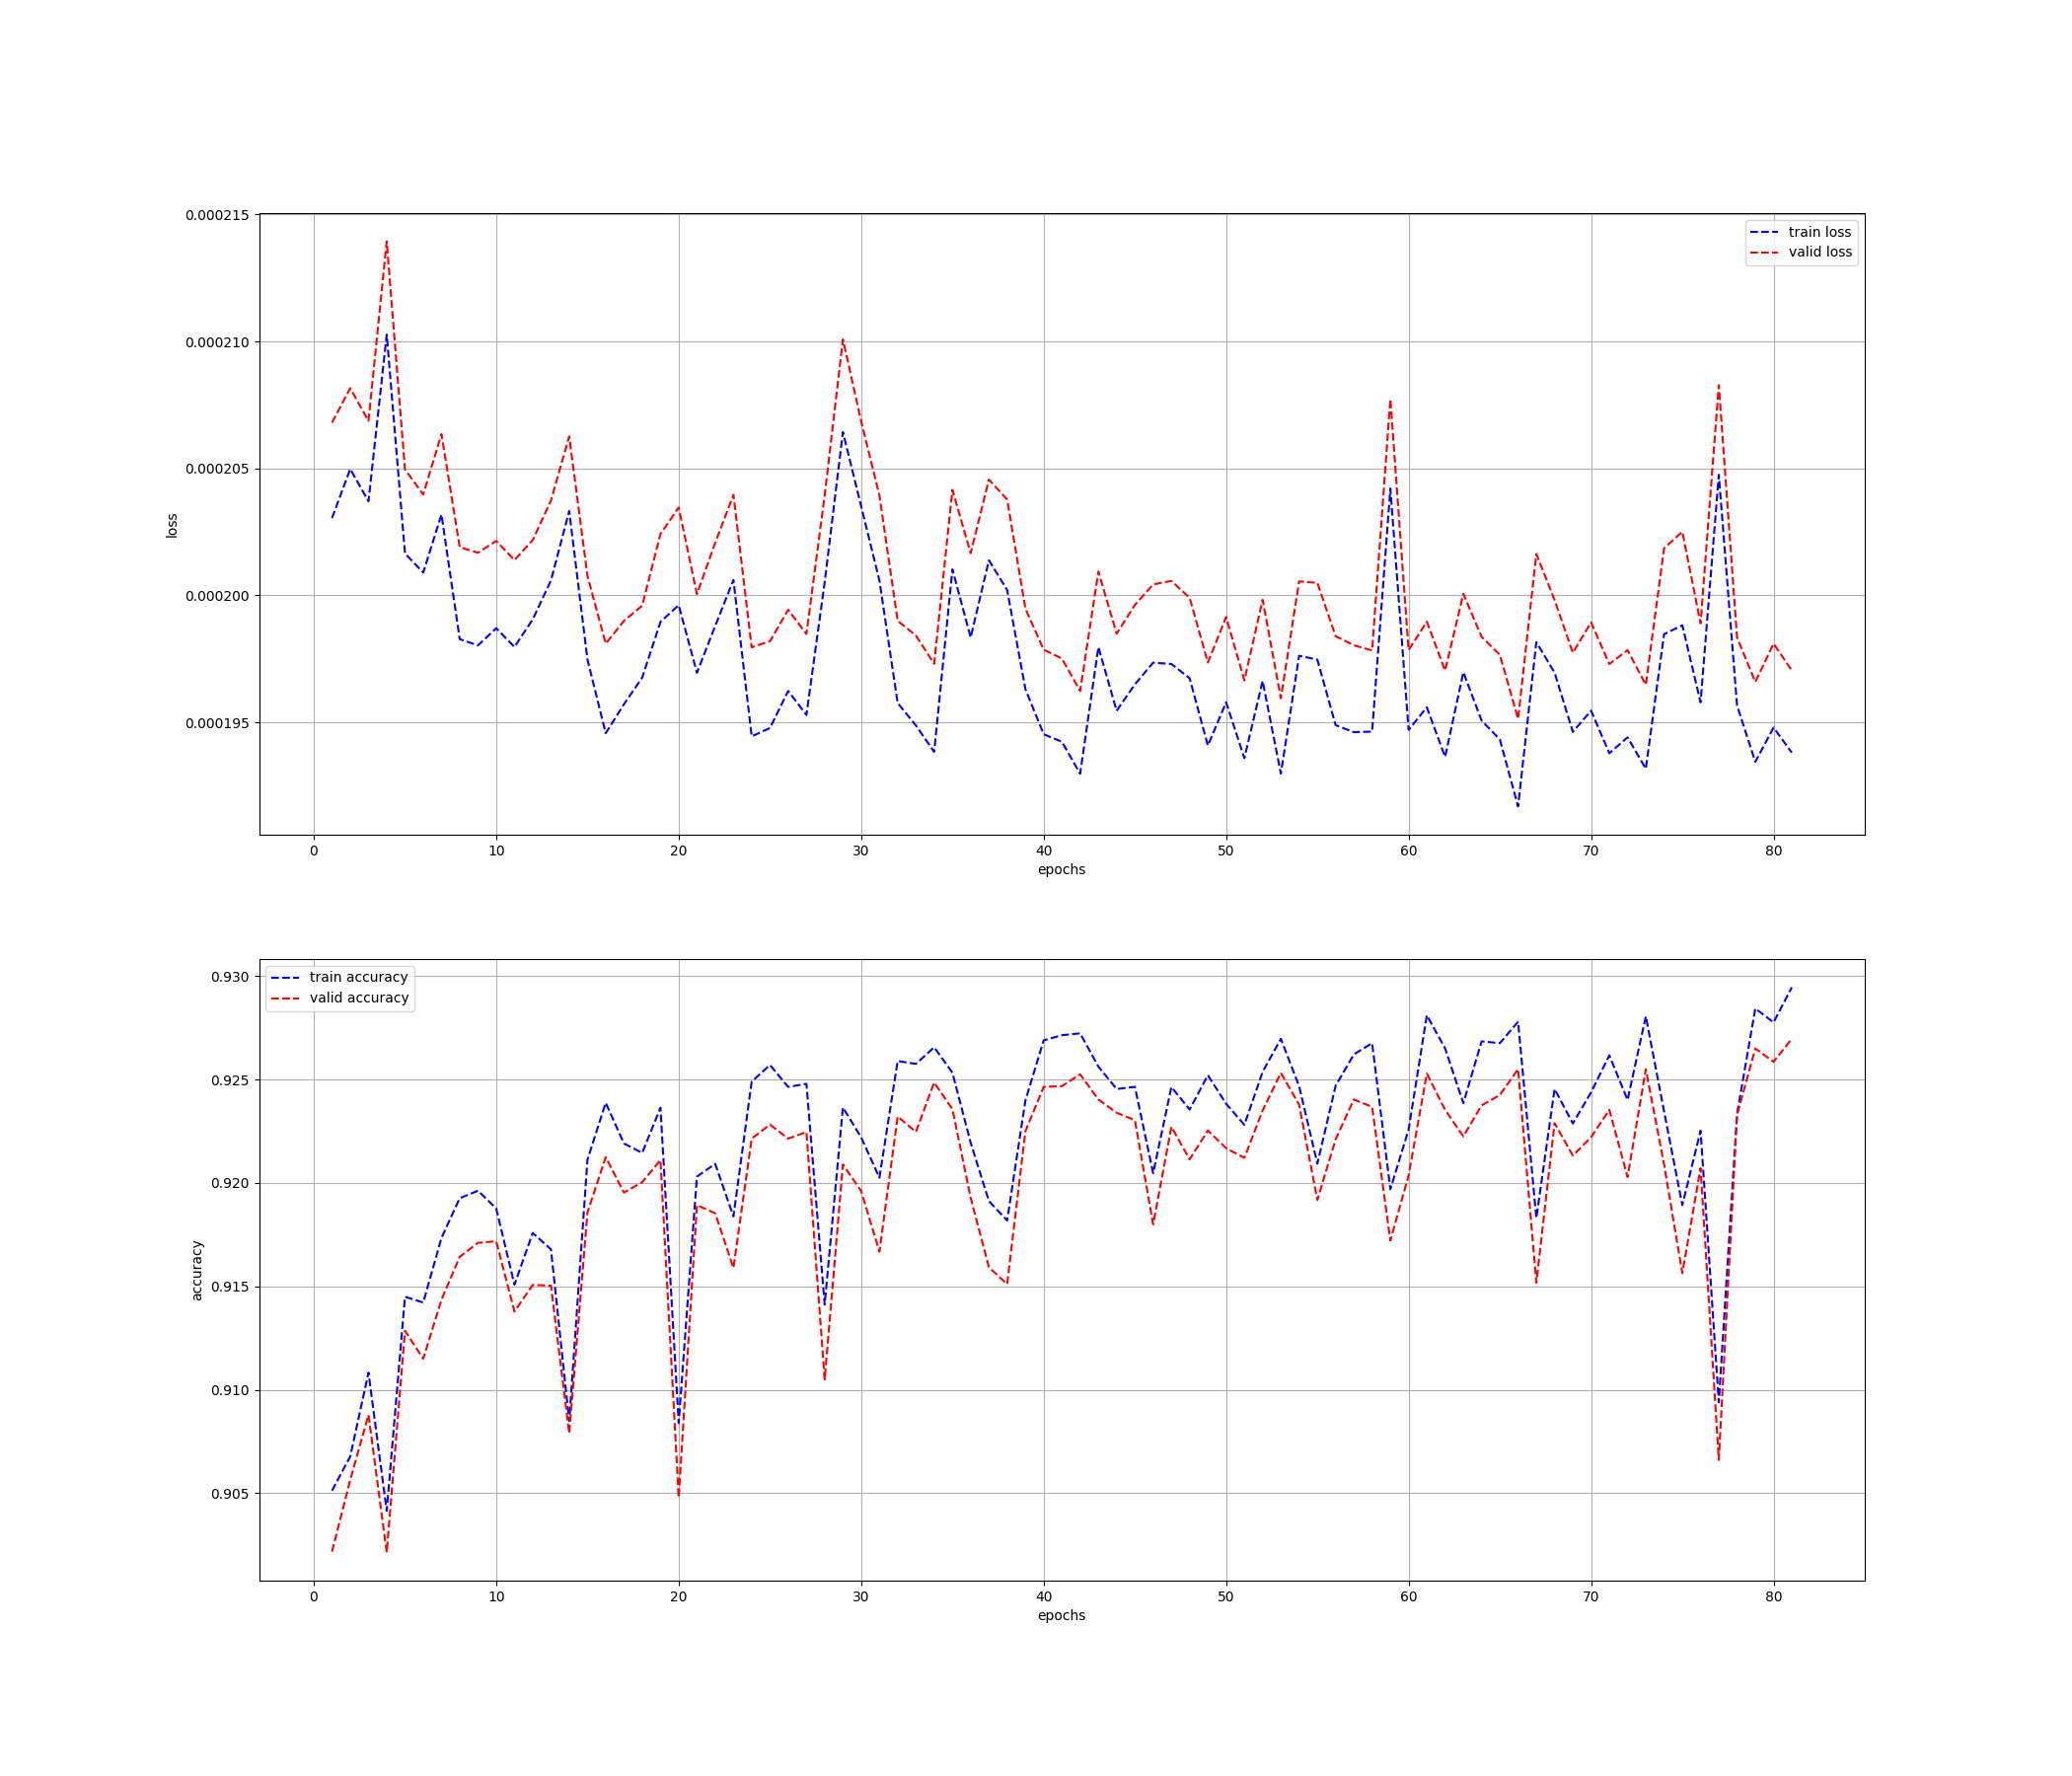 0.000215
0.000210
0.000205
0.000200
0.000195
loss
train loss
valid loss
0 10 20 30 40 50 60 70 80
epochs
0.930
0.925
0.920
0.915
0.910
0.905
accuracy
train accuracy
valid accuracy
0 10 20 30 40 50 60 70 80
epochs